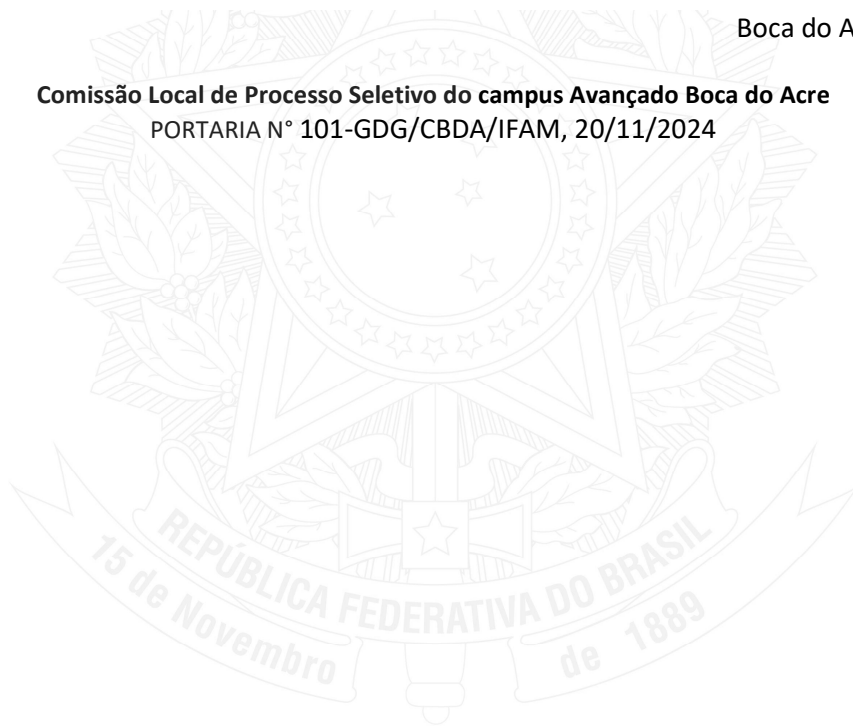 Boca do A
Comissão Local de Processo Seletivo do campus Avançado Boca do Acre
PORTARIA N° 101-GDG/CBDA/IFAM, 20/11/2024
REPÚBLICA FEDERATIVA DO BRASIL
15 de Novembro de 1889